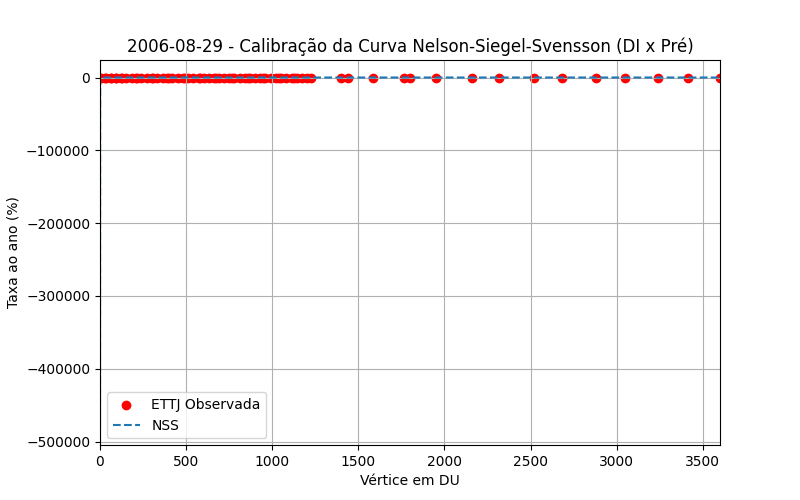 2006-08-29 - Calibração da Curva Nelson-Siegel-Svensson (DI x Pré)
Taxa ao ano (%)
0
−100000
−200000
−300000
−400000
−500000
ETTJ Observada
NSS
0 500 1000 1500 2000 2500 3000 3500
Vértice em DU